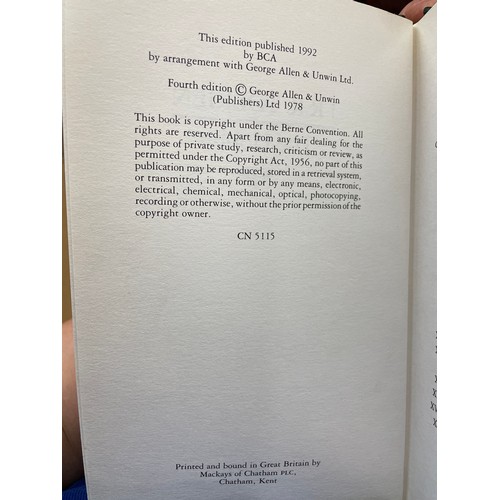 This edition published 1992
by BCA
by arrangement with George Allen & Unwin Ltd.
Fourth edition © George Allen & Unwin
(Publishers) Ltd 1978
This book is copyright under the Berne Convention. All
rights are reserved. Apart from any fair dealing for the
purpose of private study, research, criticism or review, as
permitted under the Copyright Act, 1956, no part of this
publication may be reproduced, stored in a retrieval system,
or transmitted, in any form or by any means, electronic,
electrical, chemical, mechanical, optical, photocopying,
recording or otherwise, without the prior permission of the
copyright owner.
CN 5115
Printed and bound in Great Britain by
Mackays of Chatham PLC,
Chatham, Kent